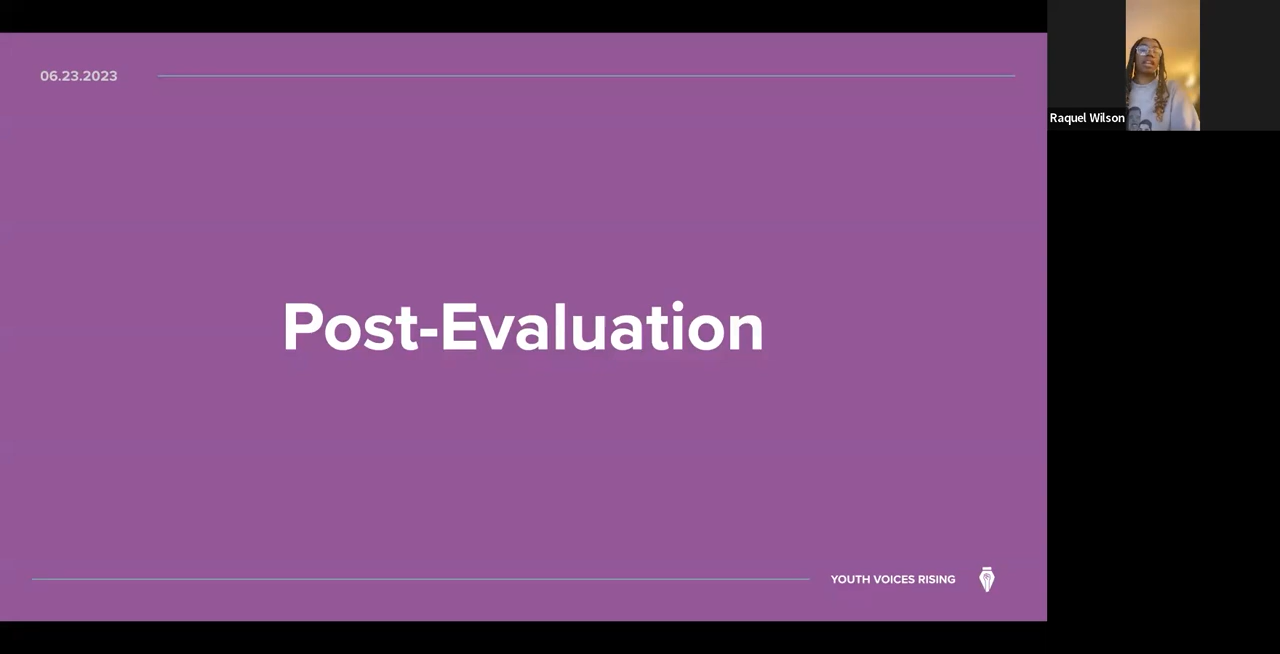 06.23.2023
Raquel Wilson
Post-Evaluation
YOUTH VOICES RISING